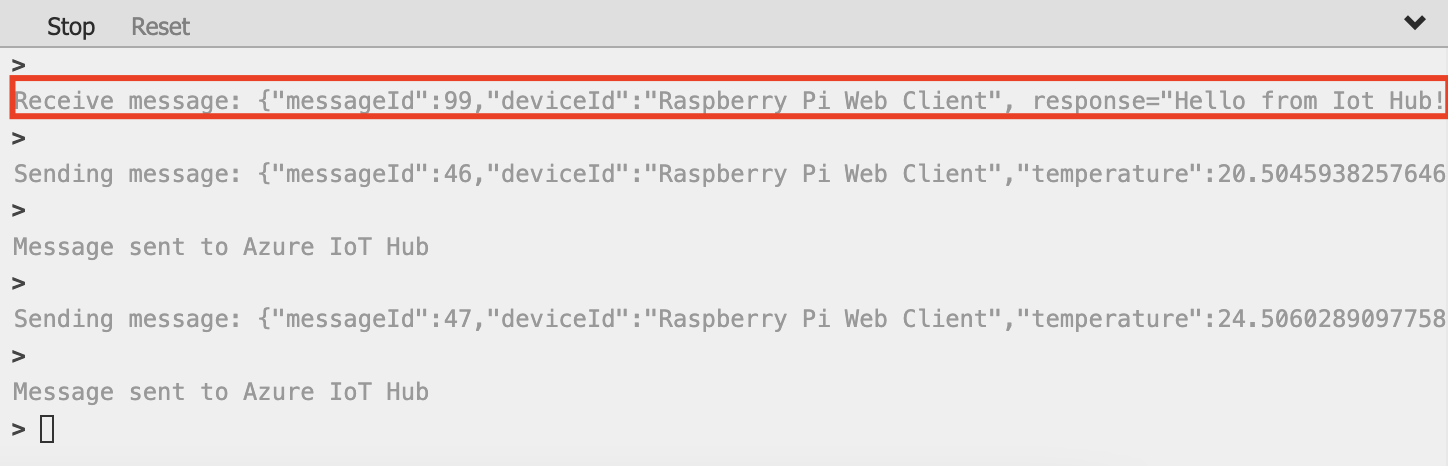 Stop Reset
>
Receive message: {"messageId":99,"deviceId":"Raspberry Pi Web Client", response="Hello from Iot Hub!
>
Sending message: {"messageId":46,"deviceId":"Raspberry Pi Web Client","temperature":20.5045938257646
>
Message sent to Azure IoT Hub
>
Sending message: {"messageId":47,"deviceId":"Raspberry Pi Web Client","temperature":24.5060289097758
>
Message sent to Azure IoT Hub
>